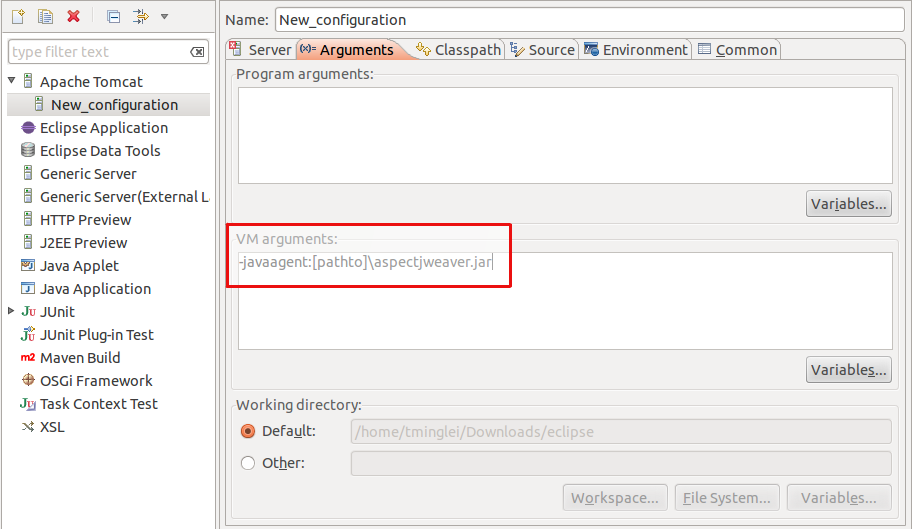 Name: New_configuration
type filter text
Server Arguments Classpath Source Environment Common
Apache Tomcat
New_configuration
Eclipse Application
Eclipse Data Tools
Generic Server
Generic Server(External L
HTTP Preview
J2EE Preview
Java Applet
Java Application
JUnit
JUnit Plug-in Test
Maven Build
OSGi Framework
Task Context Test
XSL
Program arguments:
Variables...
VM arguments:
-javaagent:[pathto]\aspectjweaver.jar
Variables...
Working directory:
Default: /home/tminglei/Downloads/eclipse
Other:
Workspace... File System... Variables...